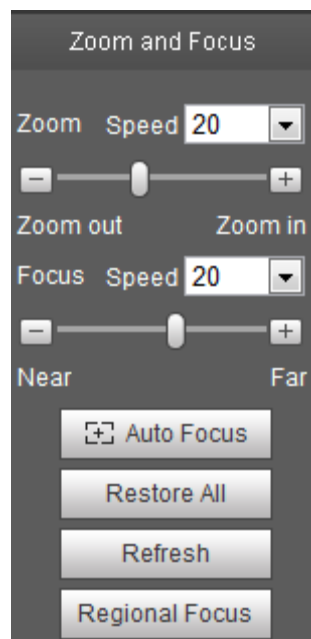 Zoom and Focus
Zoom Speed 20
Zoom out Zoom in
Focus Speed 20
Near Far
Auto Focus
Restore All
Refresh
Regional Focus